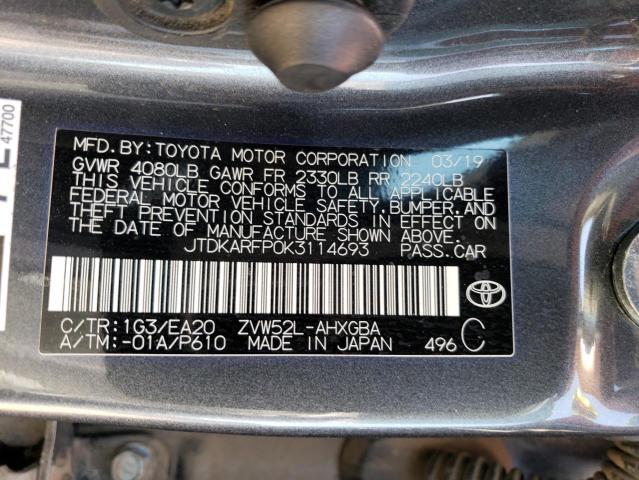 MFD.BY:TOYOTA MOTOR CORPORATION 03/19
GVWR 4080LB GAWR FR 2330LB RR 2240LB
THIS VEHICLE CONFORMS TO ALL APPLICABLE
FEDERAL MOTOR VEHICLE SAFETY,BUMPER,AND
THEFT PREVENTION STANDARDS IN EFFECT ON
THE DATE OF MANUFACTURE SHOWN ABOVE.
JTDKARFP0K3114693 PASS.CAR
C/TR:1G3/EA20 ZVW52L-AHXGBA C
A/TM:-01A/P610 MADE IN JAPAN 496
TOYOTA
47700